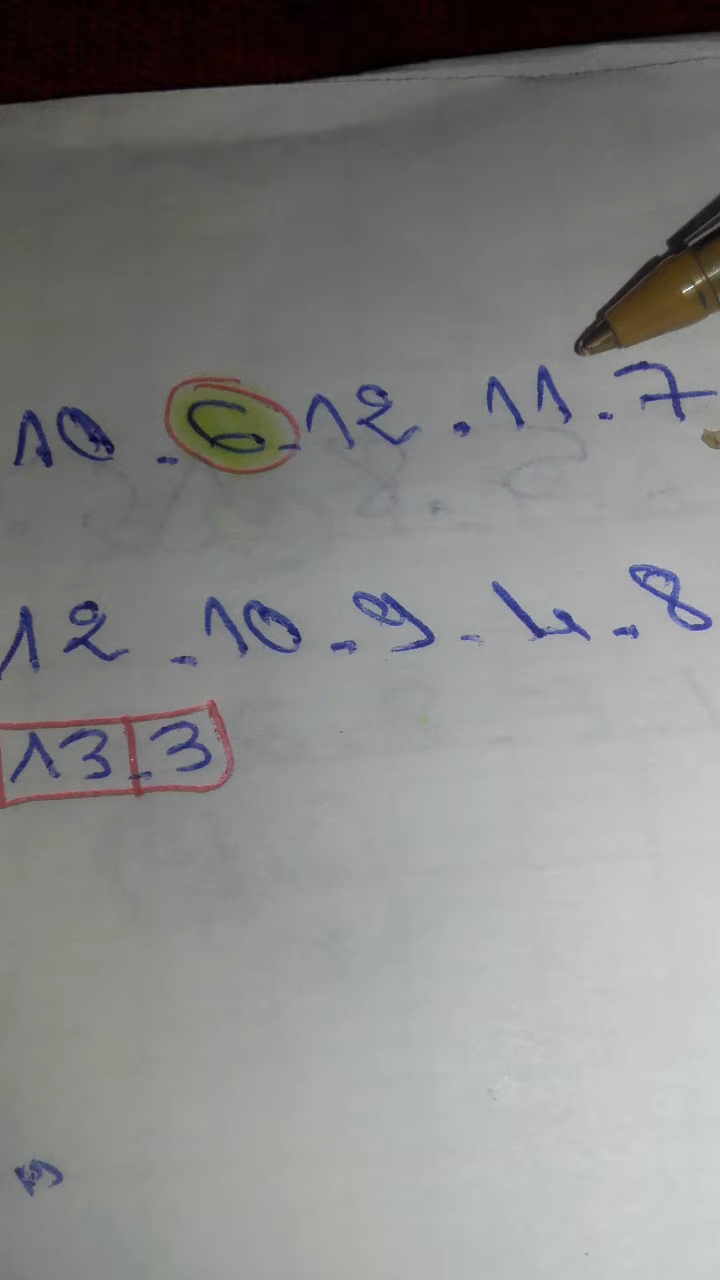 10 . 6 . 12 . 11 . 7
12 . 10 . 9 . 4 . 8
13 . 3